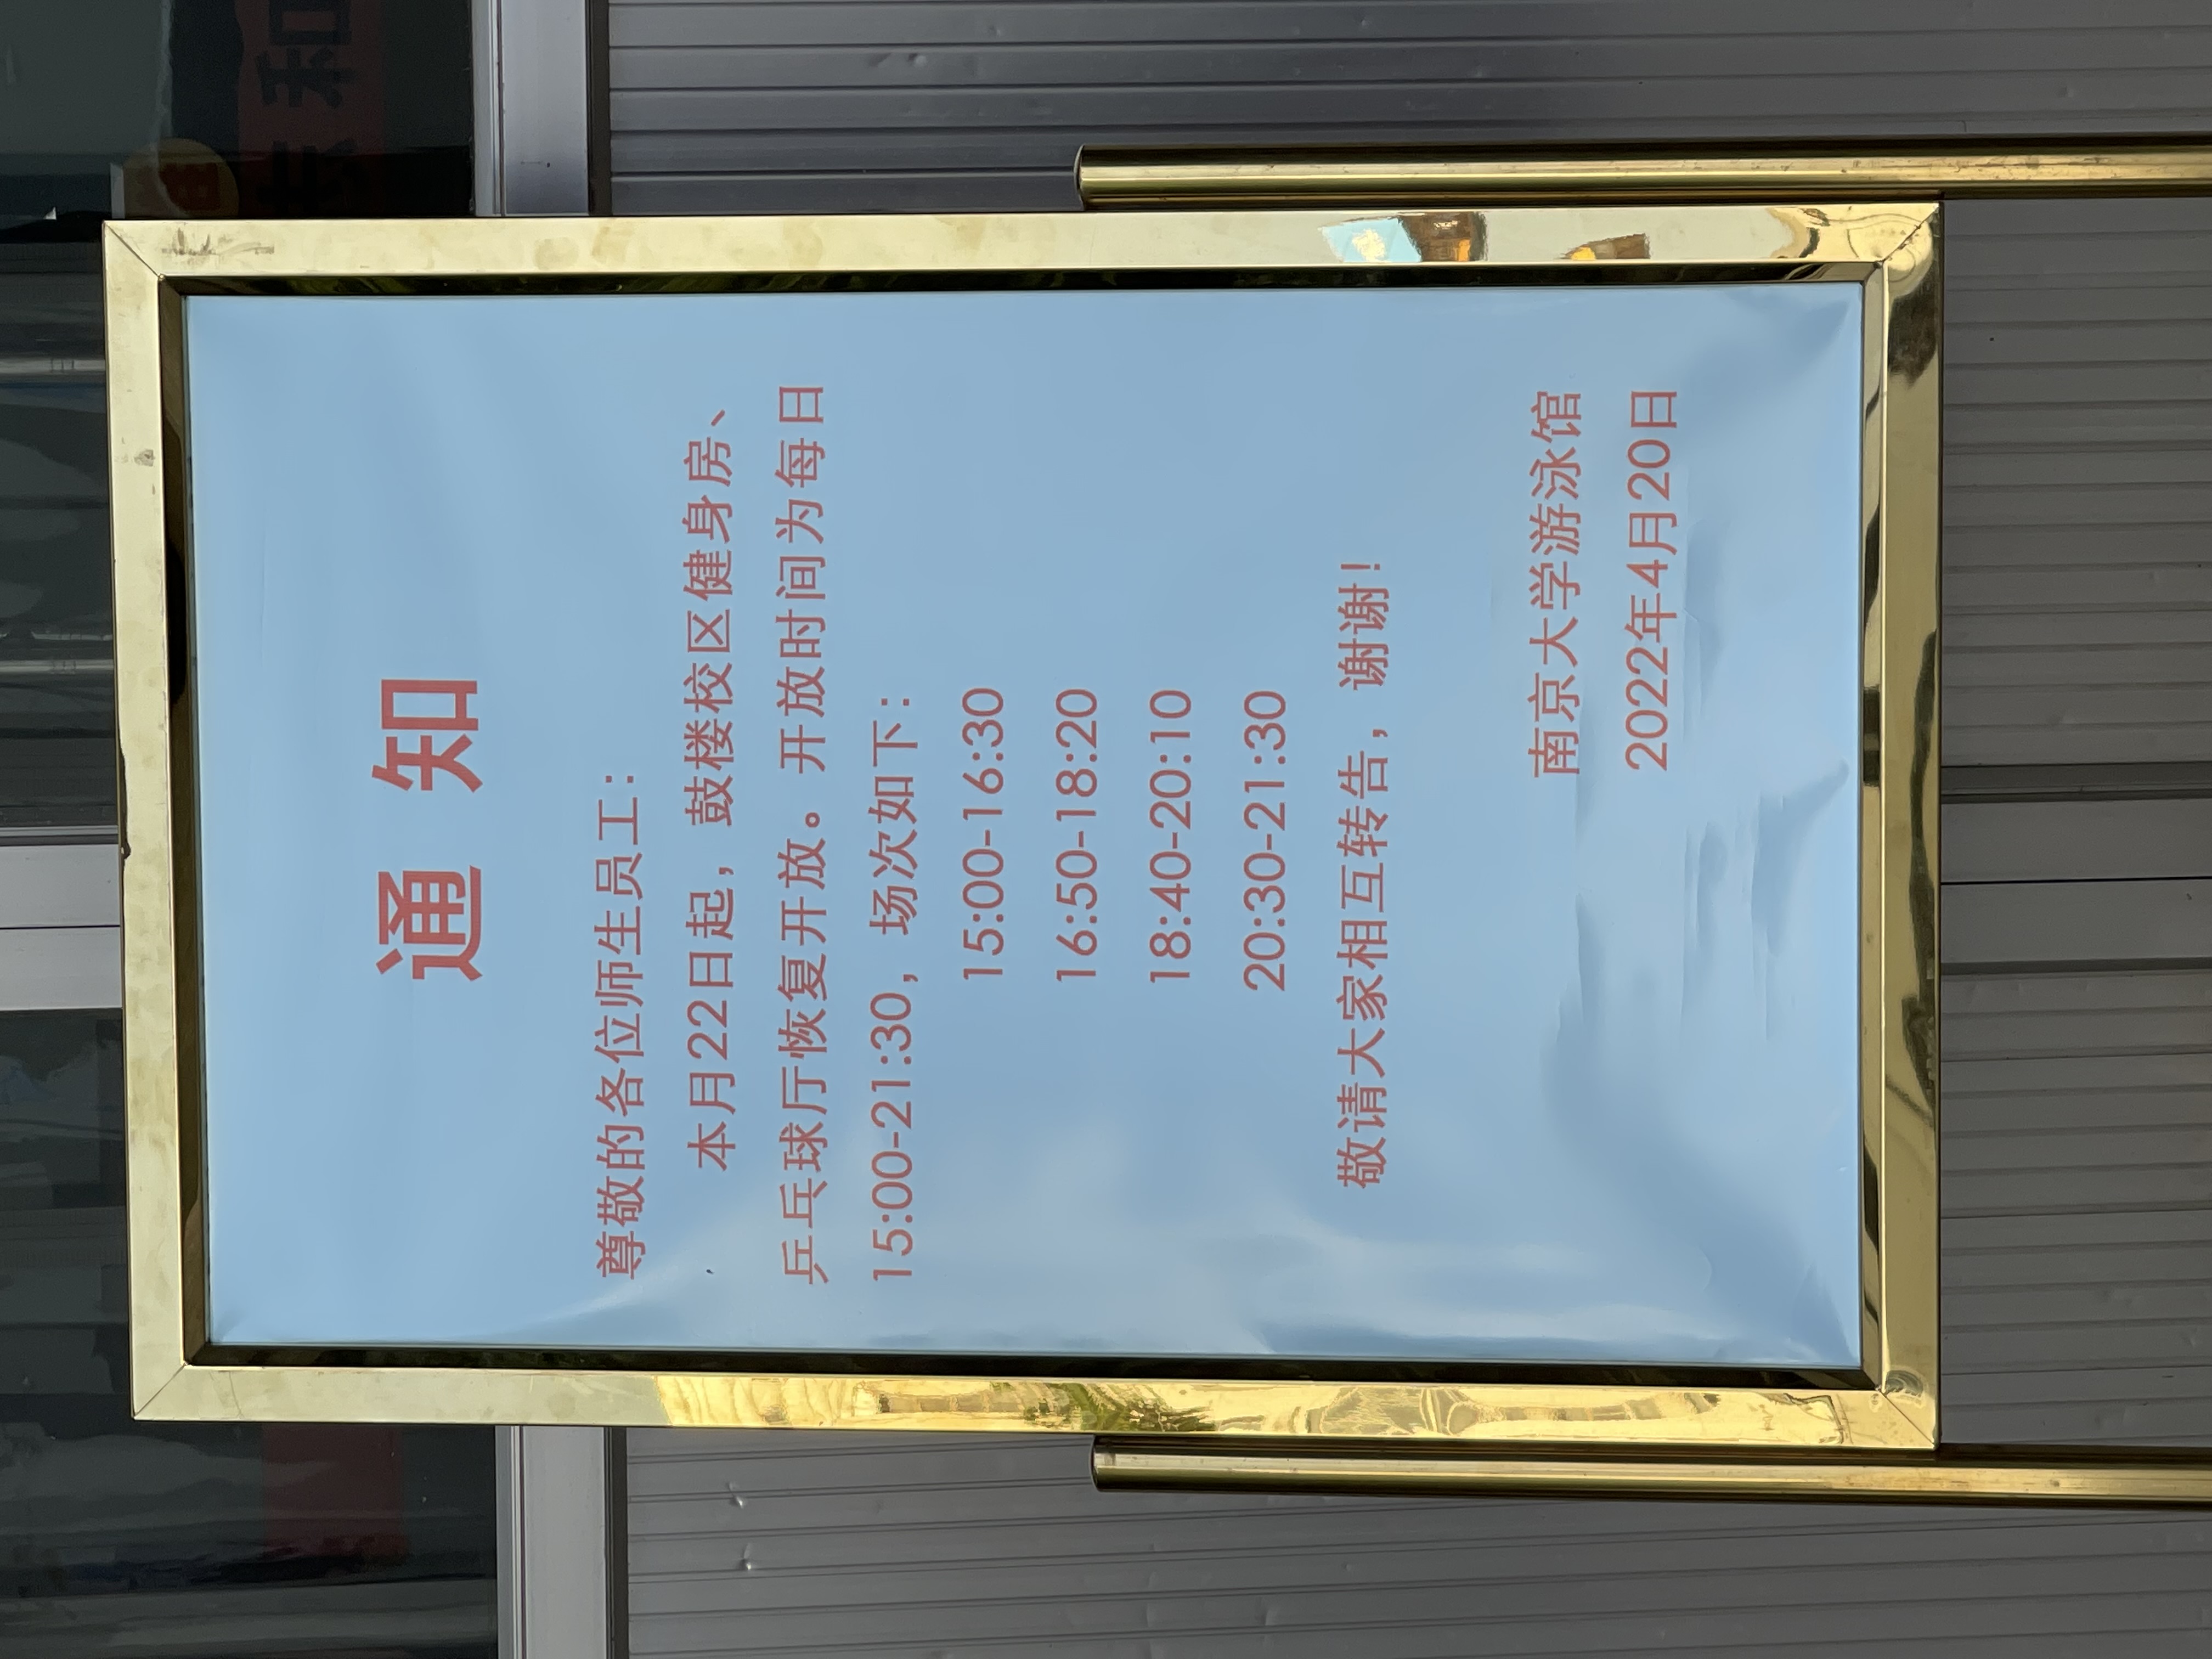 通 知
尊敬的各位师生员工：
本月22日起，鼓楼校区健身房、
乒乓球厅恢复开放。开放时间为每日
15:00-21:30，场次如下：
15:00-16:30
16:50-18:20
18:40-20:10
20:30-21:30
敬请大家相互转告，谢谢！
南京大学游泳馆
2022年4月20日